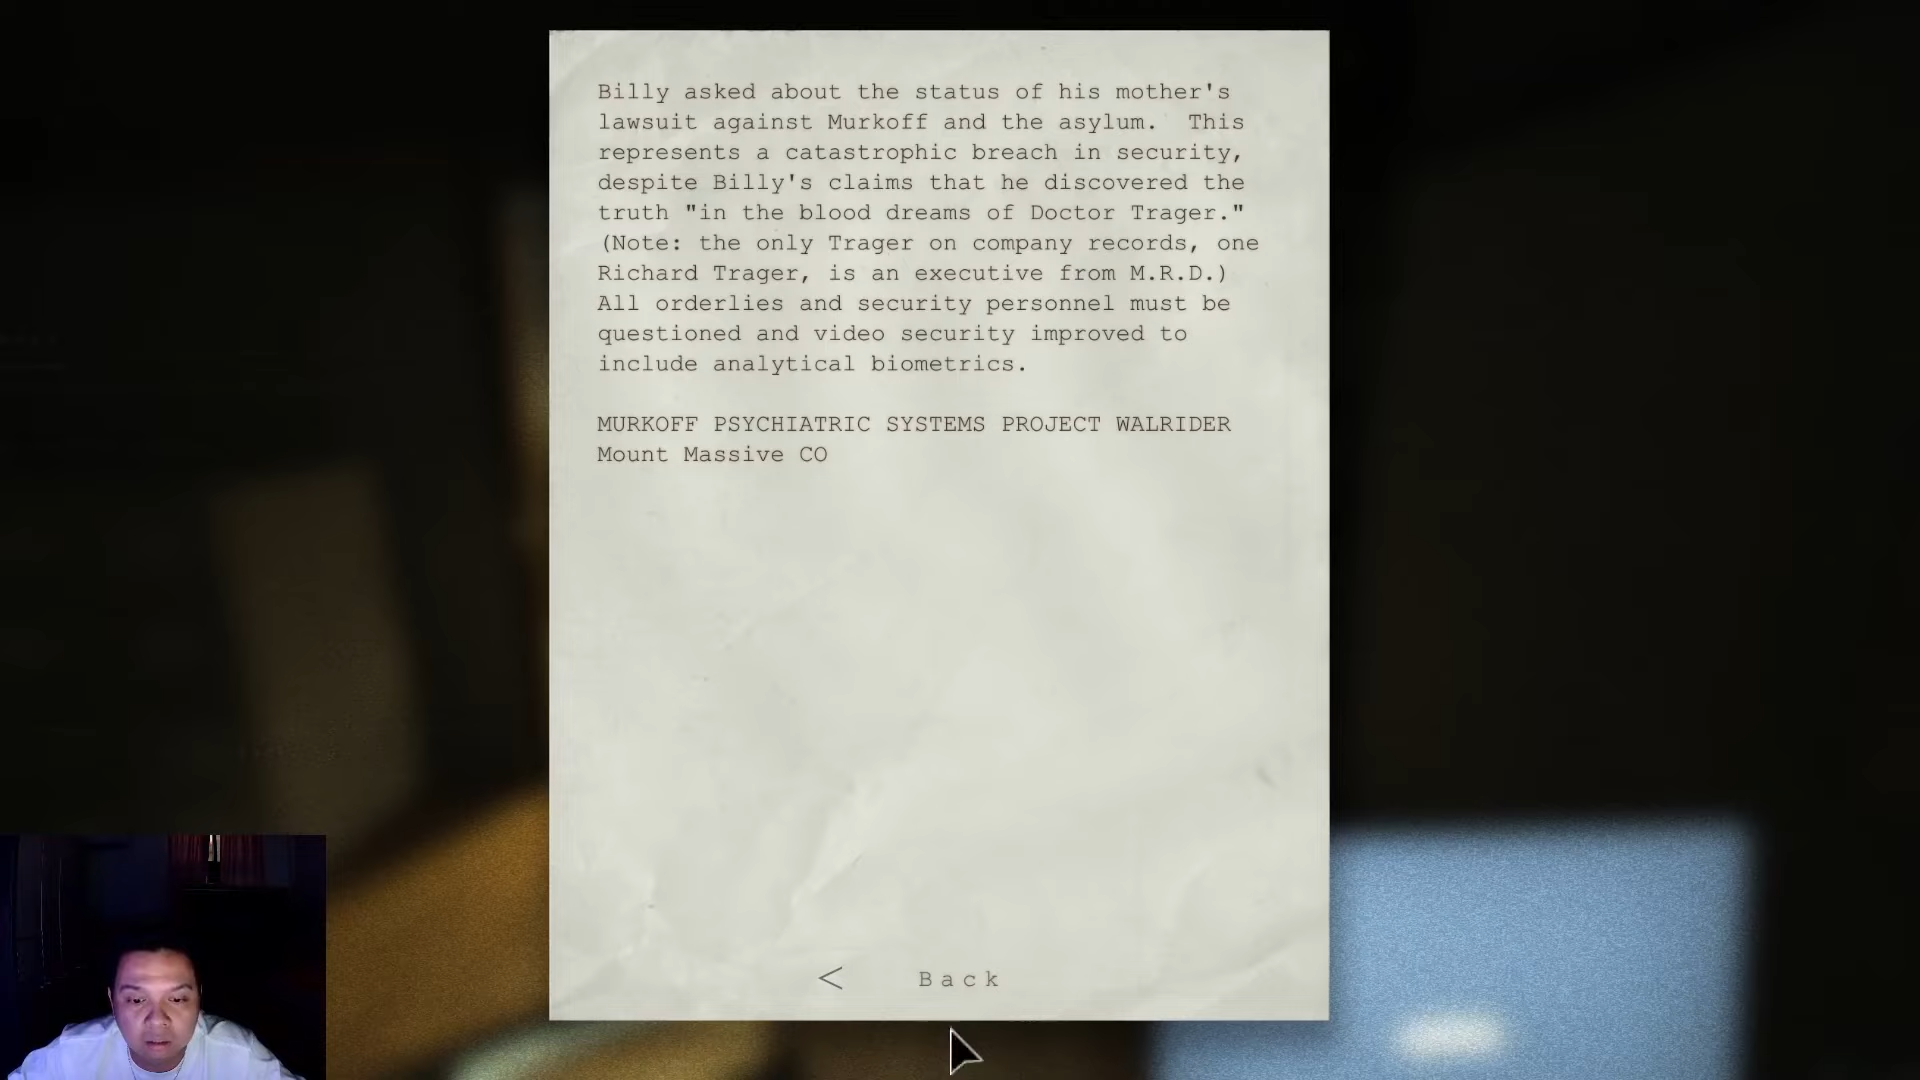 Billy asked about the status of his mother's
lawsuit against Murkoff and the asylum.  This
represents a catastrophic breach in security,
despite Billy's claims that he discovered the
truth "in the blood dreams of Doctor Trager."
(Note: the only Trager on company records, one
Richard Trager, is an executive from M.R.D.)
All orderlies and security personnel must be
questioned and video security improved to
include analytical biometrics.

MURKOFF PSYCHIATRIC SYSTEMS PROJECT WALRIDER
Mount Massive CO

< Back